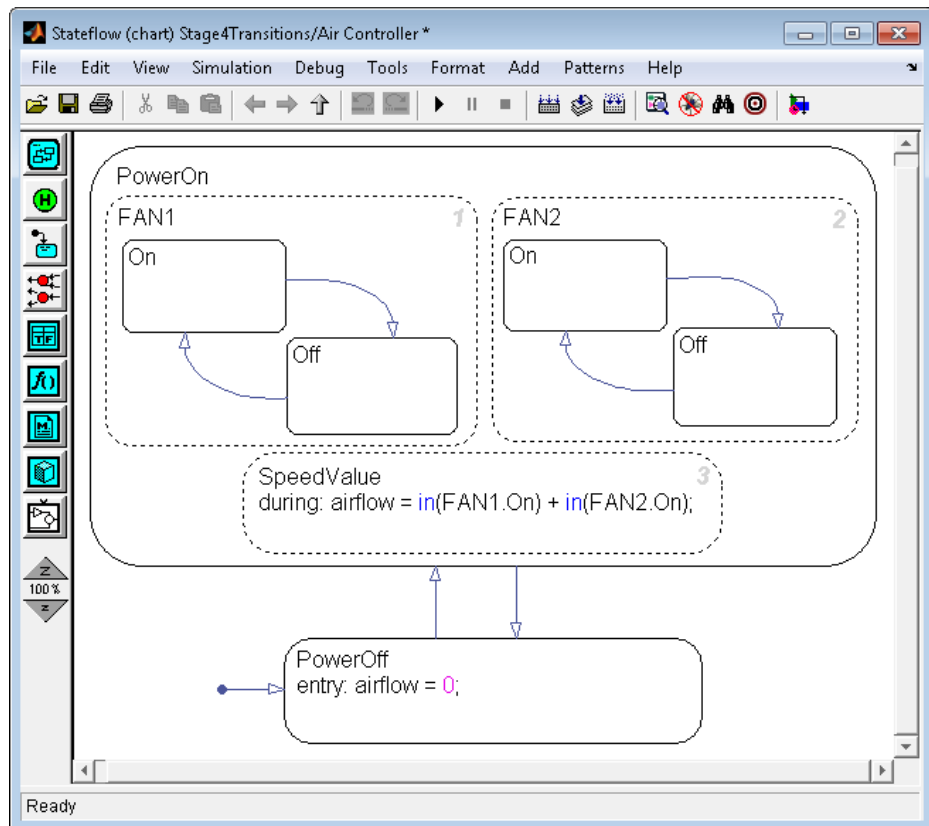 Stateflow (chart) Stage4Transitions/Air Controller *
File Edit View Simulation Debug Tools Format Add Patterns Help
PowerOn
FAN1 1 FAN2 2
On On
Off Off
SpeedValue 3
during: airflow = in(FAN1.On) + in(FAN2.On);
H
TF
f()
M
Z
100 %
z
PowerOff
entry: airflow = 0;
Ready